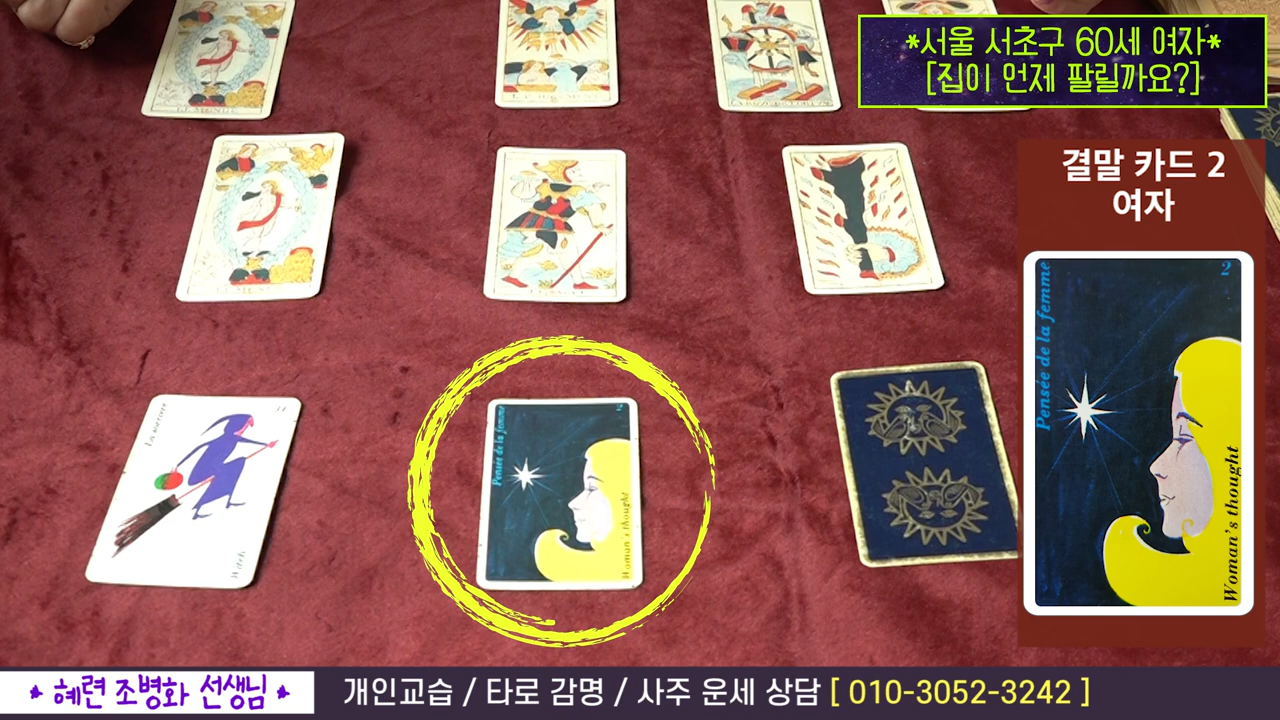 *서울 서초구 60세 여자*
[집이 언제 팔릴까요?]
결말 카드 2
여자
2
Pensée de la femme
Woman's thought
LE MONDE
2
Pensée de la femme
Woman's thought
Witch
* 혜련 조병화 선생님 *
개인교습 / 타로 감명 / 사주 운세 상담 [ 010-3052-3242 ]